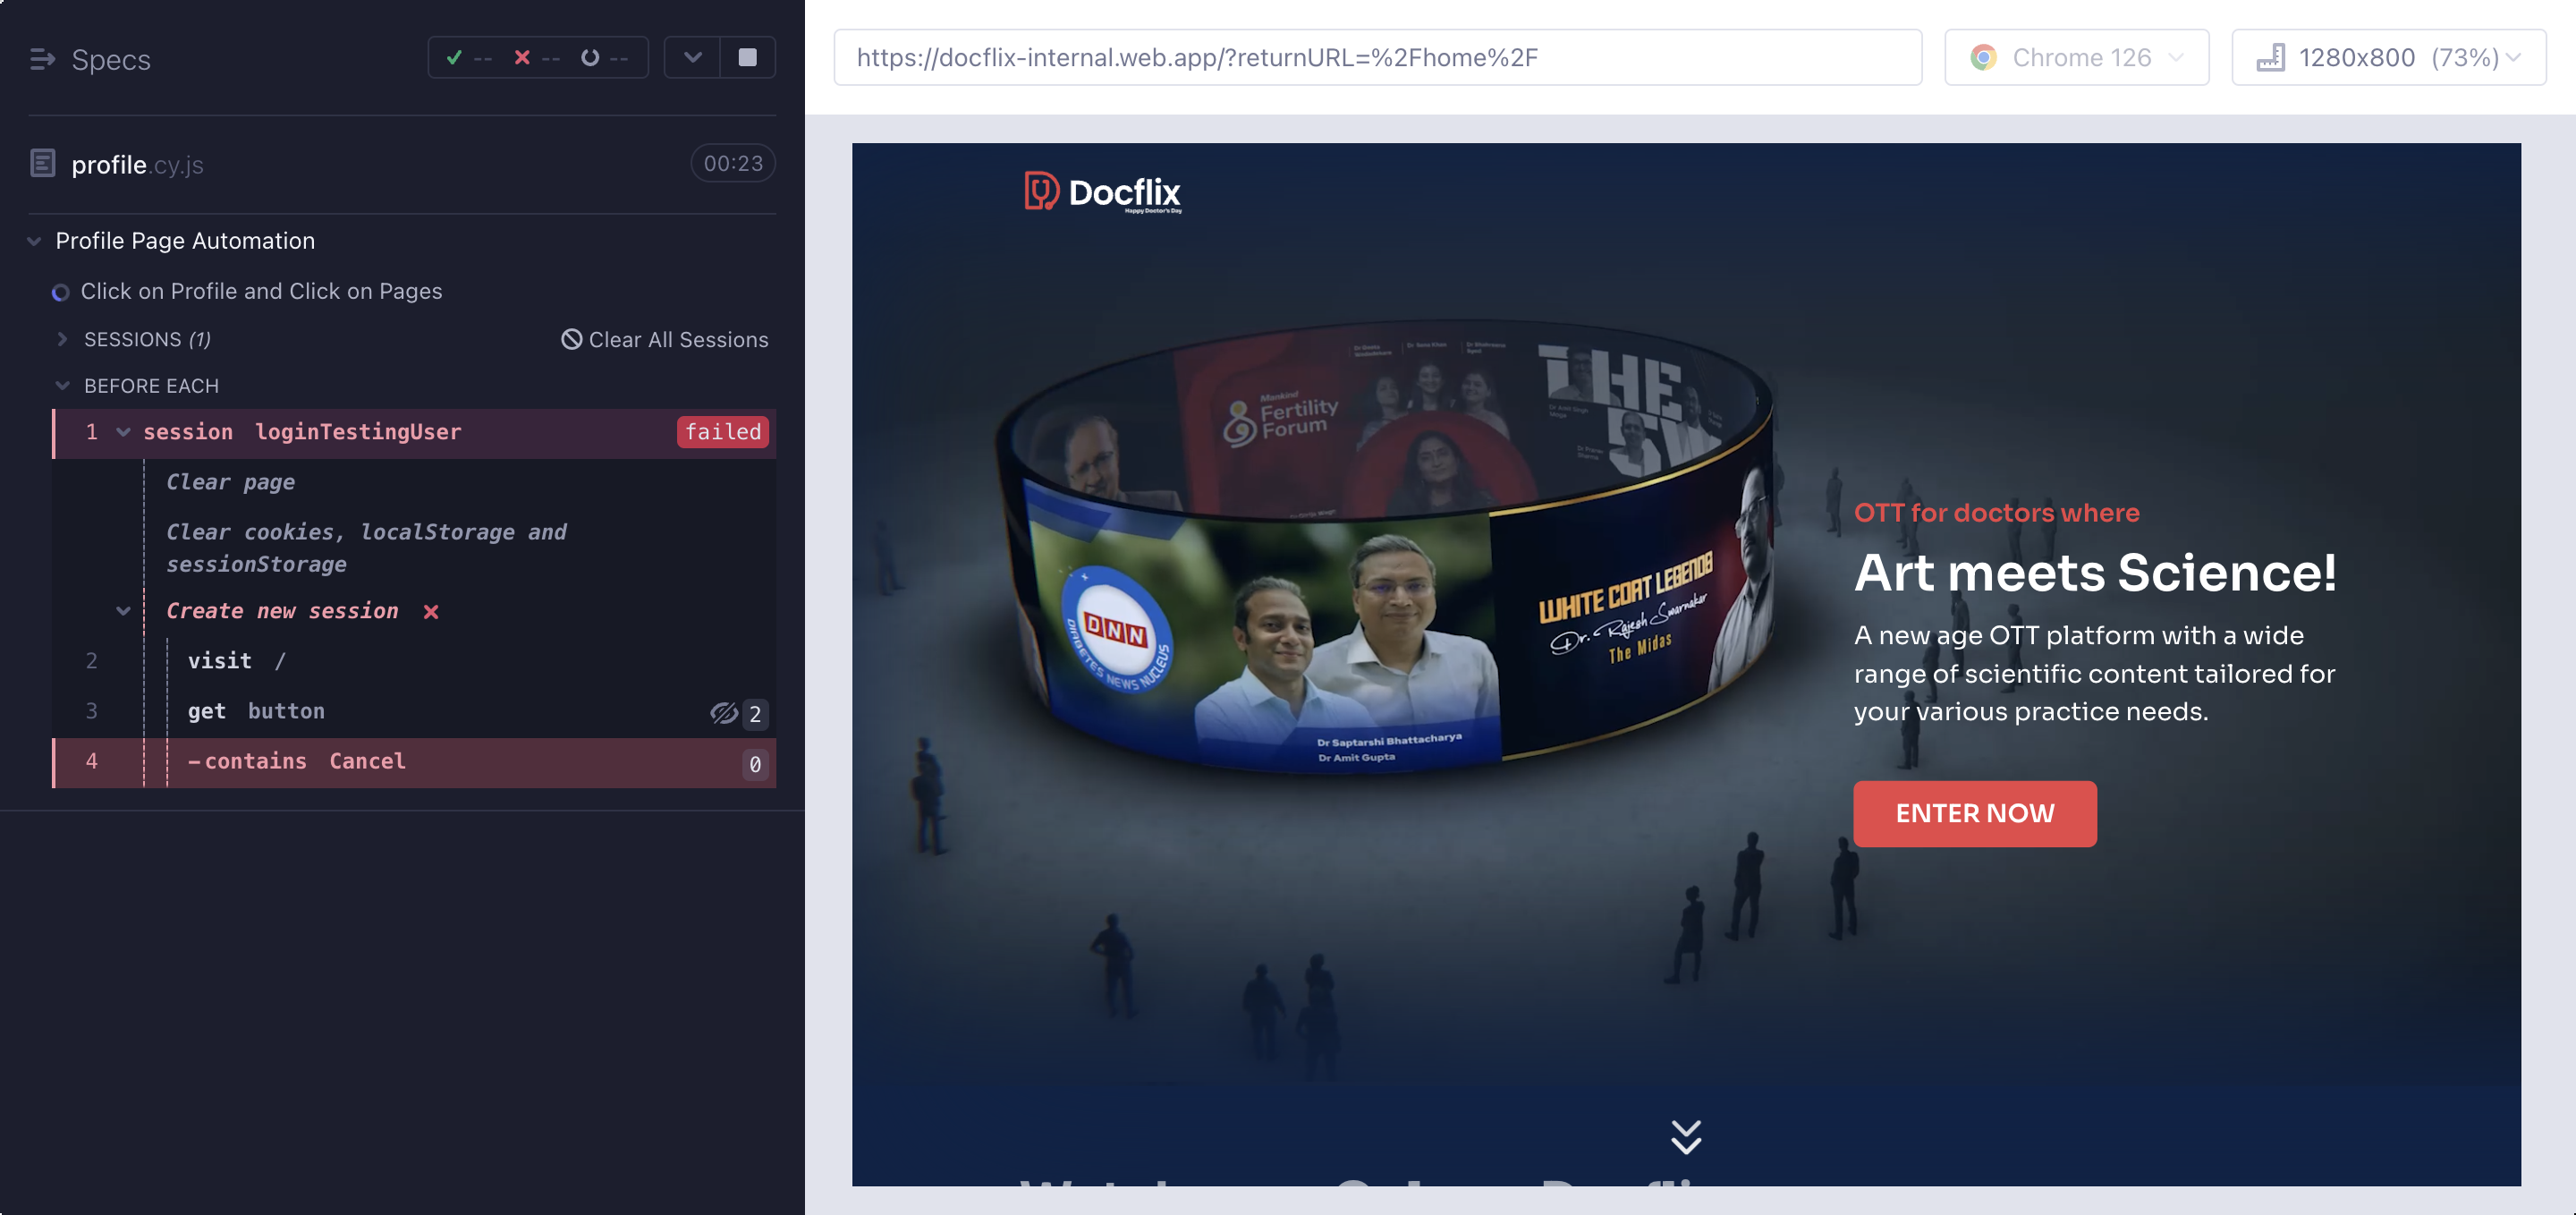 Specs
-- -- --
profile.cy.js
00:23
Profile Page Automation
Click on Profile and Click on Pages
SESSIONS (1)
Clear All Sessions
BEFORE EACH
1 session loginTestingUser failed
Clear page
Clear cookies, localStorage and
sessionStorage
Create new session
2 visit /
3 get button 2
4 -contains Cancel 0
https://docflix-internal.web.app/?returnURL=%2Fhome%2F
Chrome 126
1280x800 (73%)
Docflix
Happy Doctor's Day
Mankind
Fertility
Forum
THE
DNN
DIABETES NEWS NUCLEUS
Dr Saptarshi Bhattacharya
Dr Amit Gupta
WHITE COAT LEGENDS
Dr. Rajesh Swarnakar
The Midas
OTT for doctors where
Art meets Science!
A new age OTT platform with a wide
range of scientific content tailored for
your various practice needs.
ENTER NOW